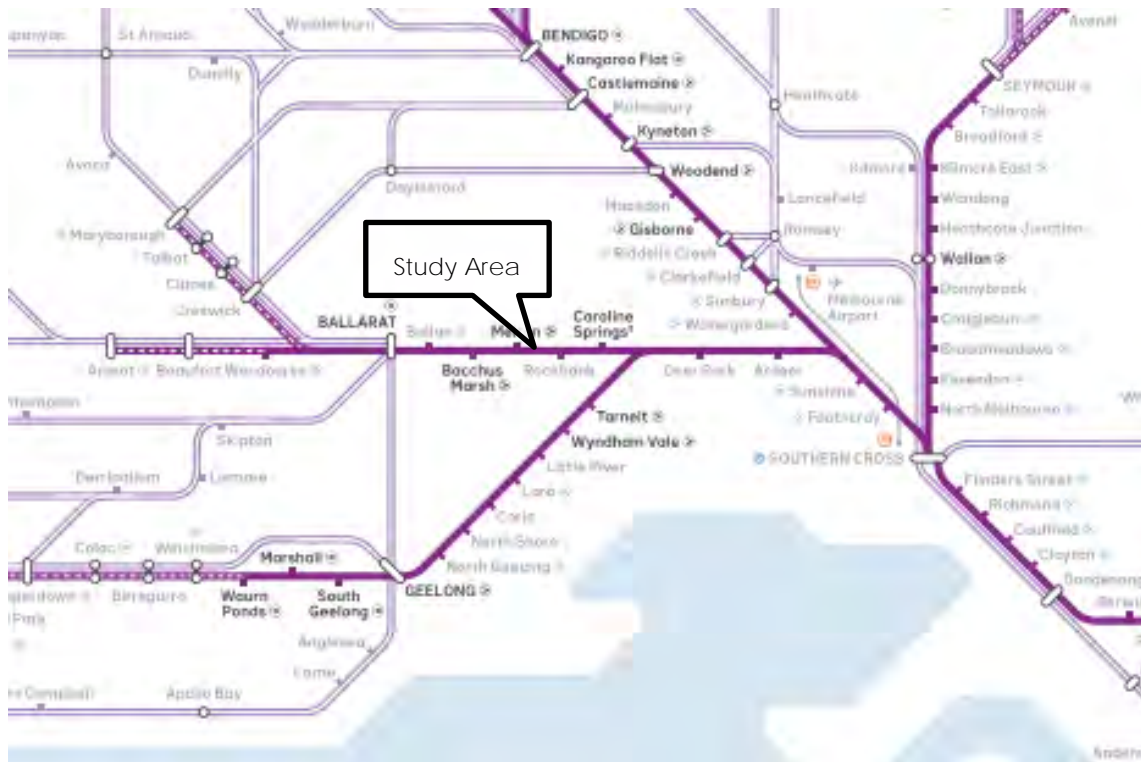 Wedderburn
St Arnaud
Avenel
BENDIGO
Kangaroo Flat
Dunolly
SEYMOUR
Castlemaine
Heathcote
Malmsbury
Tallarook
Kyneton
Broadford
Avoca
Woodend
Kilmore
Kilmore East
Daylesford
Macedon
Lancefield
Wandong
Gisborne
Romsey
Heathcote Junction
Maryborough
Riddells Creek
Wallan
Talbot
Study Area
Clarkefield
Clunes
Sunbury
Melbourne
Airport
Donnybrook
Creswick
BALLARAT
Caroline
Springs
Watergardens
Craigieburn
Ballan
Broadmeadows
Ararat
Beaufort
Wendouree
Bacchus
Marsh
Rockbank
Deer Park
Ardeer
Essendon
Sunshine
North Melbourne
Tarneit
Footscray
Skipton
Wyndham Vale
SOUTHERN CROSS
Derrinallum
Lismore
Little River
Flinders Street
Lara
Richmond
Corio
Caulfield
Colac
Winchelsea
Marshall
North Shore
Clayton
North Geelong
Dandenong
Birregurra
Waurn
Ponds
South
Geelong
GEELONG
Anglesea
Lorne
Apollo Bay